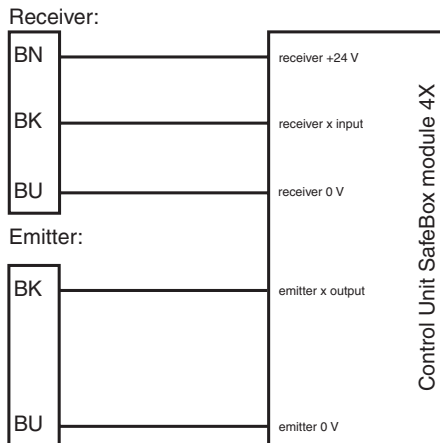 Receiver:
BN
receiver +24 V
BK
receiver x input
BU
receiver 0 V
Emitter:
BK
emitter x output
BU
emitter 0 V
Control Unit SafeBox module 4X